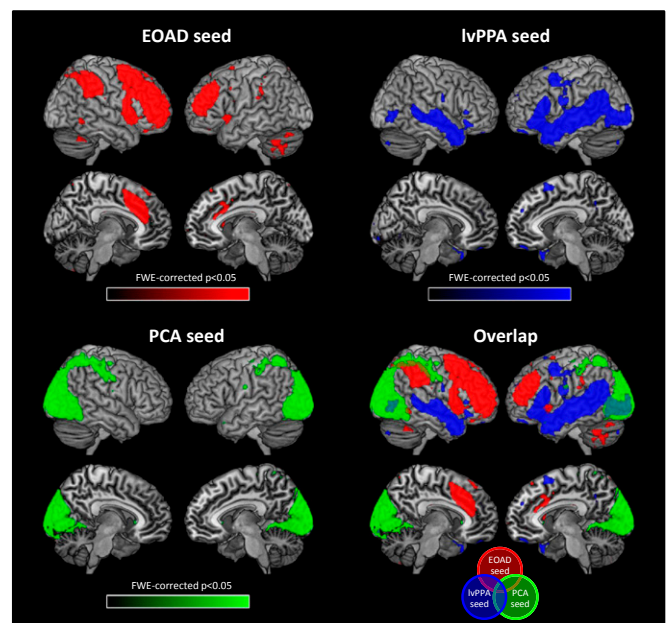 EOAD seed
lvPPA seed
FWE-corrected p<0.05
FWE-corrected p<0.05
PCA seed
Overlap
FWE-corrected p<0.05
EOAD
seed
lvPPA
seed
PCA
seed